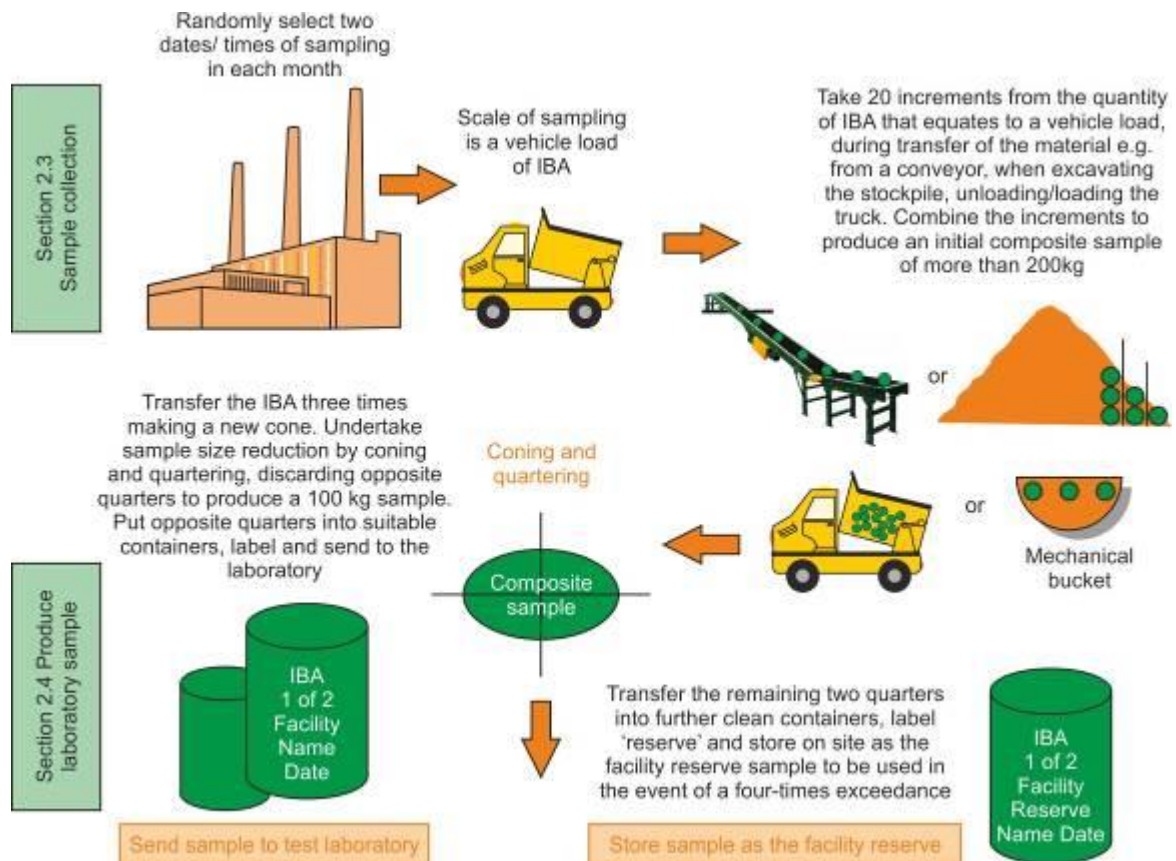 Randomly select two
dates/ times of sampling
in each month
Section 2.3
Sample collection
Scale of sampling
is a vehicle load
of IBA
Take 20 increments from the quantity
of IBA that equates to a vehicle load,
during transfer of the material e.g.
from a conveyor, when excavating
the stockpile, unloading/loading the
truck. Combine the increments to
produce an initial composite sample
of more than 200kg
or
or
Mechanical
bucket
Coning and
quartering
Composite
sample
Transfer the IBA three times
making a new cone. Undertake
sample size reduction by coning
and quartering, discarding opposite
quarters to produce a 100 kg sample.
Put opposite quarters into suitable
containers, label and send to the
laboratory
Section 2.4 Produce
laboratory sample
IBA
1 of 2
Facility
Name
Date
Send sample to test laboratory
Transfer the remaining two quarters
into further clean containers, label
‘reserve’ and store on site as the
facility reserve sample to be used in
the event of a four-times exceedance
IBA
1 of 2
Facility
Reserve
Name Date
Store sample as the facility reserve